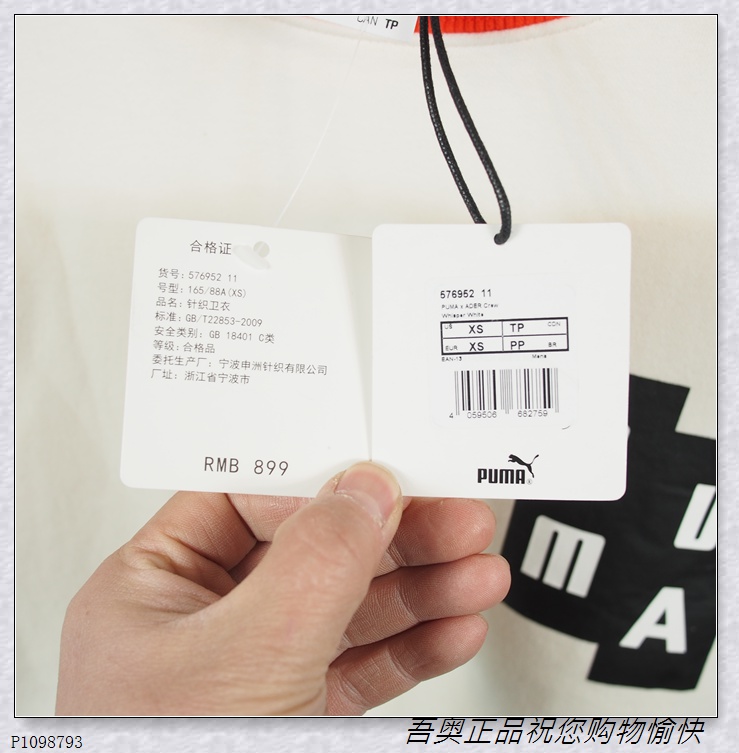 CAN TP
合格证
货号: 576952 11
号型: 165/88A(XS)
品名: 针织卫衣
标准: GB/T22853-2009
安全类别: GB 18401 C类
等级: 合格品
委托生产厂: 宁波申洲针织有限公司
厂址: 浙江省宁波市
RMB 899
576952 11
PUMA x ADER Crew
Whisper White
US XS TP CDN
EUR XS PP BR
EAN-13 Mens
4 059506 682759
PUMA®
U
M
A
P1098793
吾奥正品祝您购物愉快